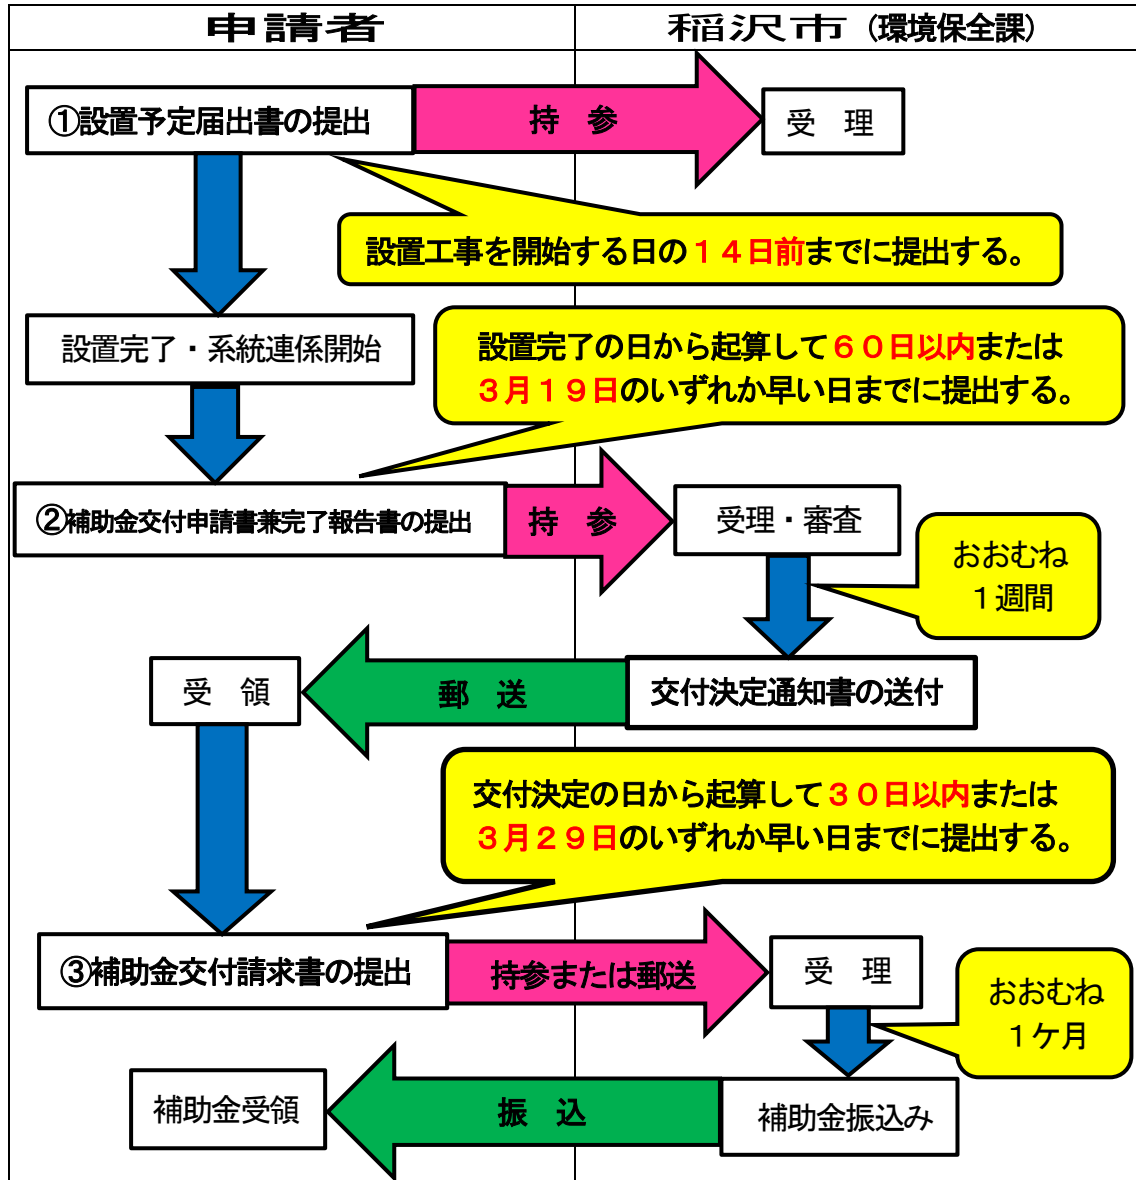 申請者
稲沢市（環境保全課）
①設置予定届出書の提出
持　参
受　理
設置工事を開始する日の１４日前までに提出する。
設置完了・系統連係開始
設置完了の日から起算して６０日以内または
３月１９日のいずれか早い日までに提出する。
②補助金交付申請書兼完了報告書の提出
持　参
受理・審査
おおむね
１週間
交付決定通知書の送付
郵　送
受　領
交付決定の日から起算して３０日以内または
３月２９日のいずれか早い日までに提出する。
③補助金交付請求書の提出
持参または郵送
受　理
おおむね
１ケ月
補助金振込み
振　込
補助金受領